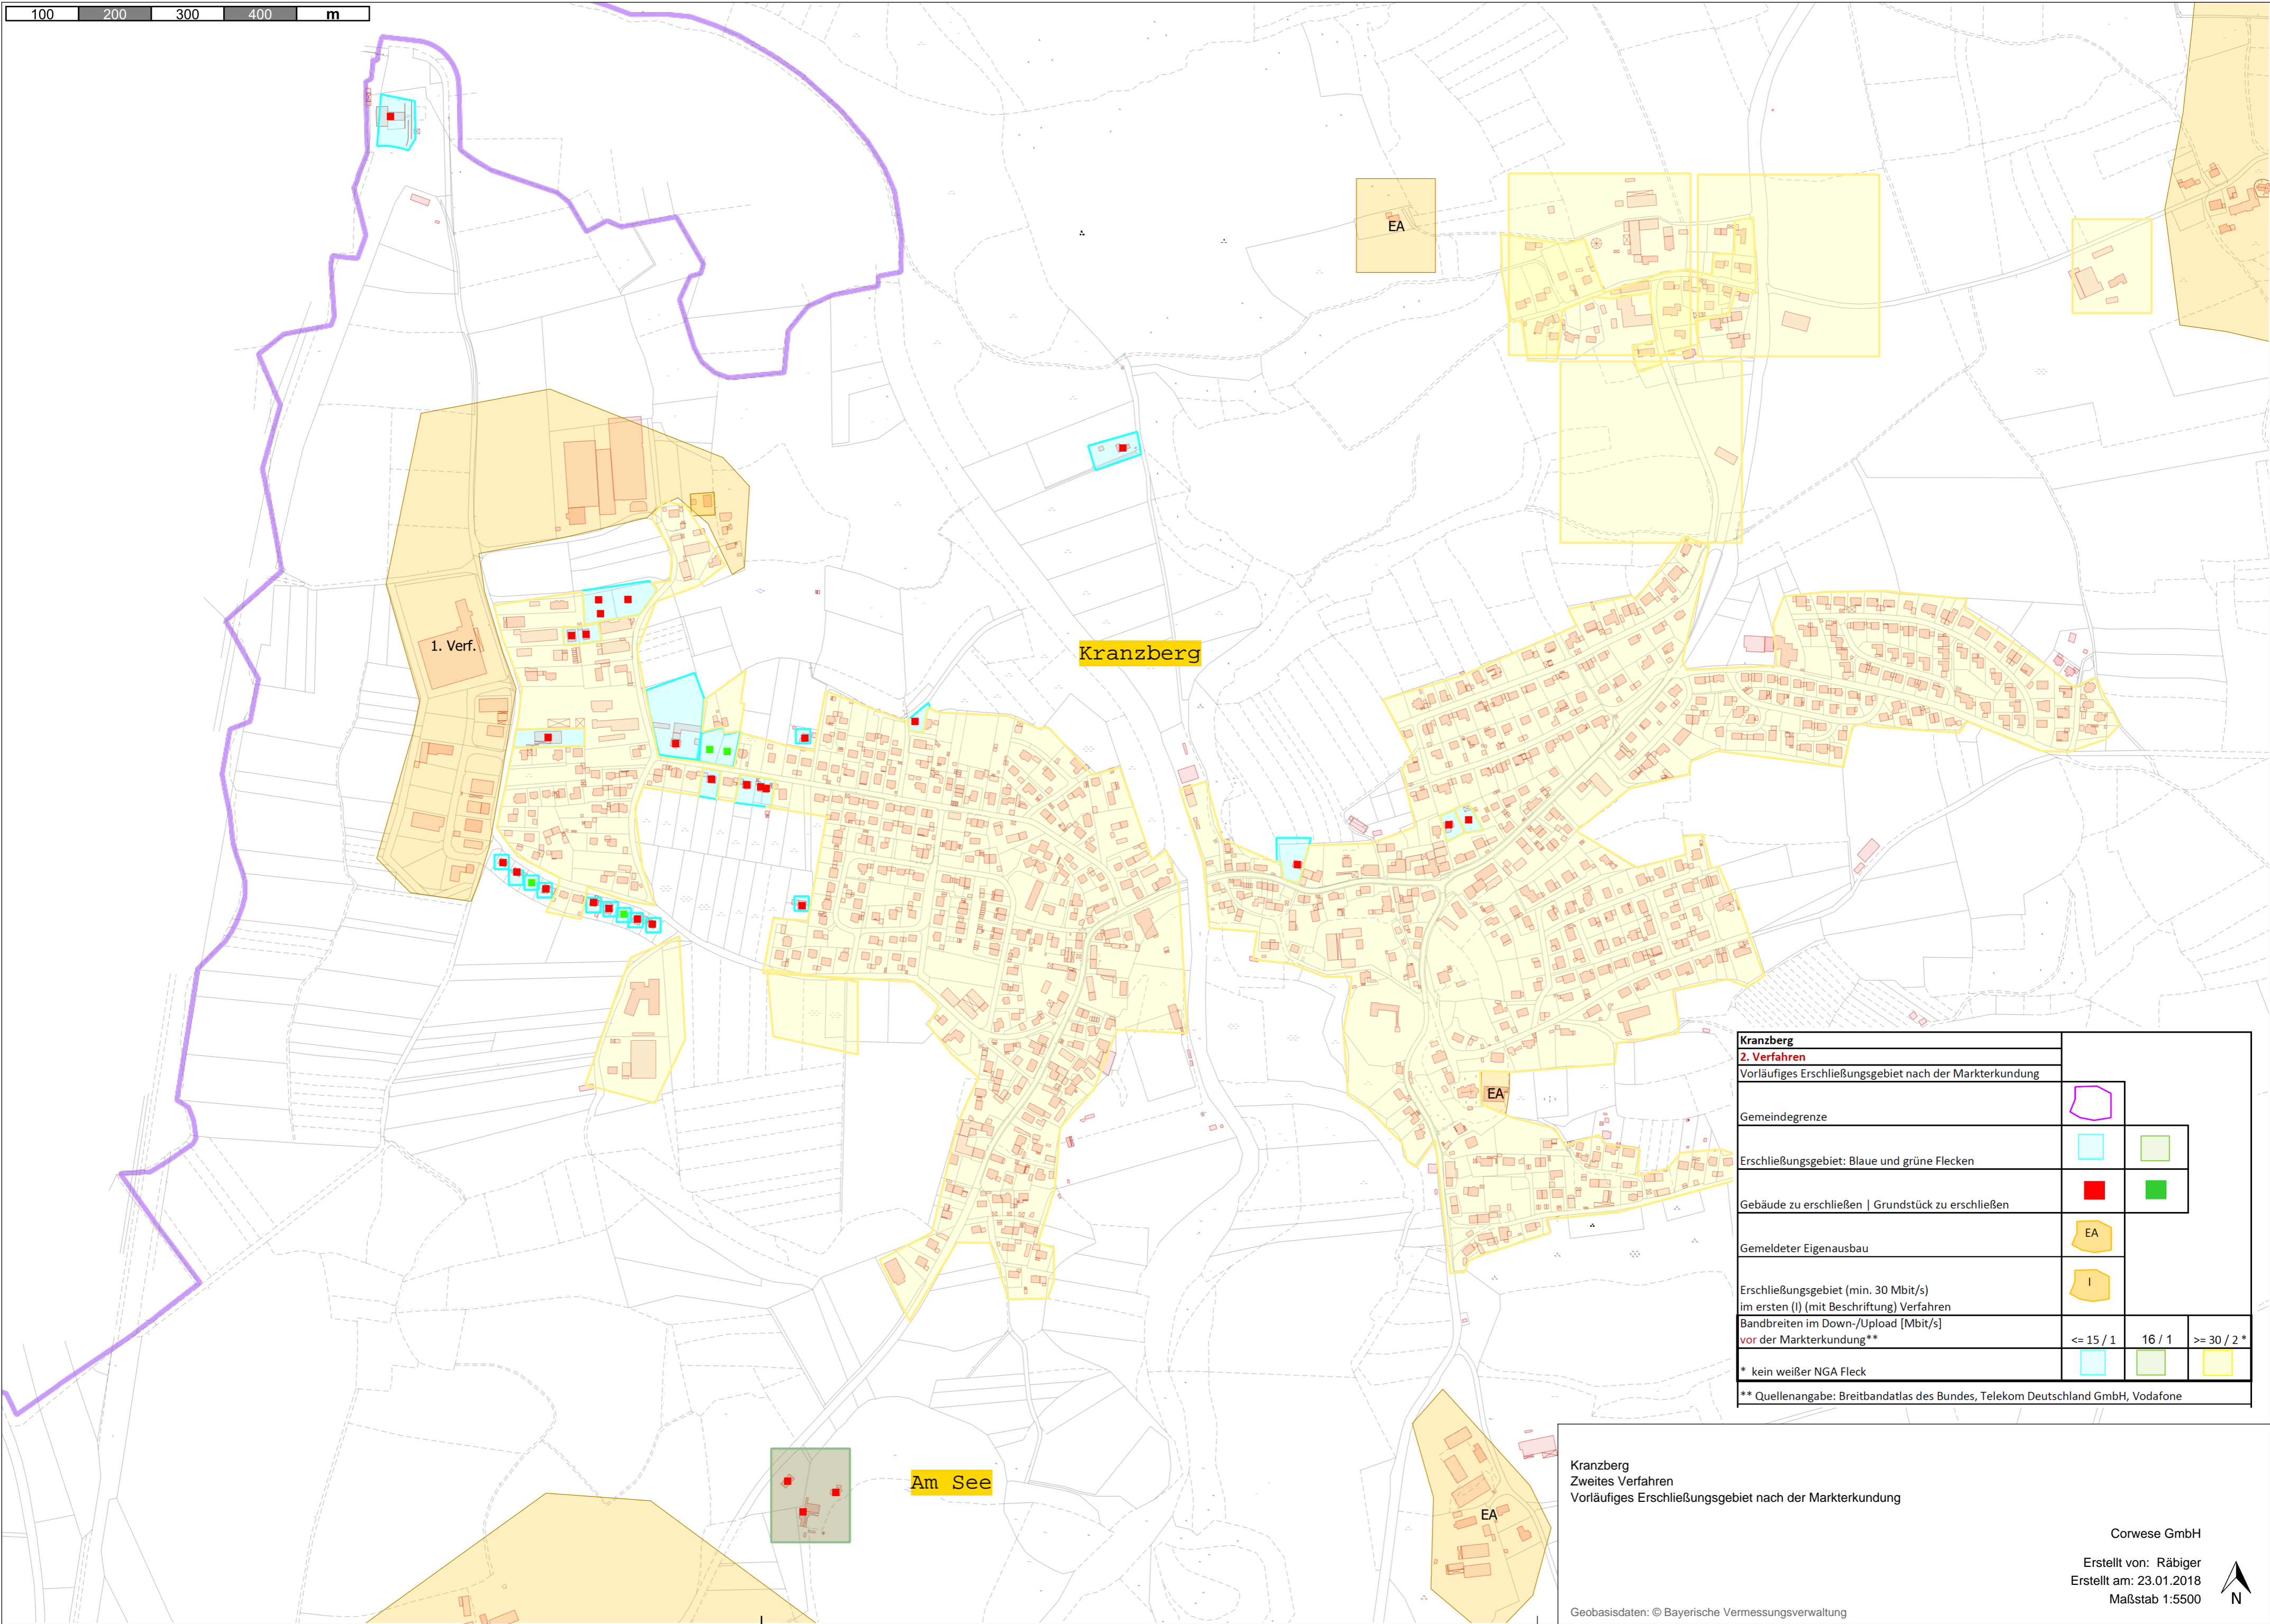 100 200 300 400 m
EA
1. Verf.
Kranzberg
EA
Kranzberg
2. Verfahren
Vorläufiges Erschließungsgebiet nach der Markterkundung
Gemeindegrenze
Erschließungsgebiet: Blaue und grüne Flecken
Gebäude zu erschließen | Grundstück zu erschließen
EA
Gemeldeter Eigenausbau
I
Erschließungsgebiet (min. 30 Mbit/s)
im ersten (I) (mit Beschriftung) Verfahren
Bandbreiten im Down-/Upload [Mbit/s]
vor der Markterkundung** <= 15 / 1 16 / 1 >= 30 / 2 *
* kein weißer NGA Fleck
** Quellenangabe: Breitbandatlas des Bundes, Telekom Deutschland GmbH, Vodafone
Am See
EA
Kranzberg
Zweites Verfahren
Vorläufiges Erschließungsgebiet nach der Markterkundung
Corwese GmbH
Erstellt von: Räbiger
Erstellt am: 23.01.2018
Maßstab 1:5500
N
Geobasisdaten: © Bayerische Vermessungsverwaltung